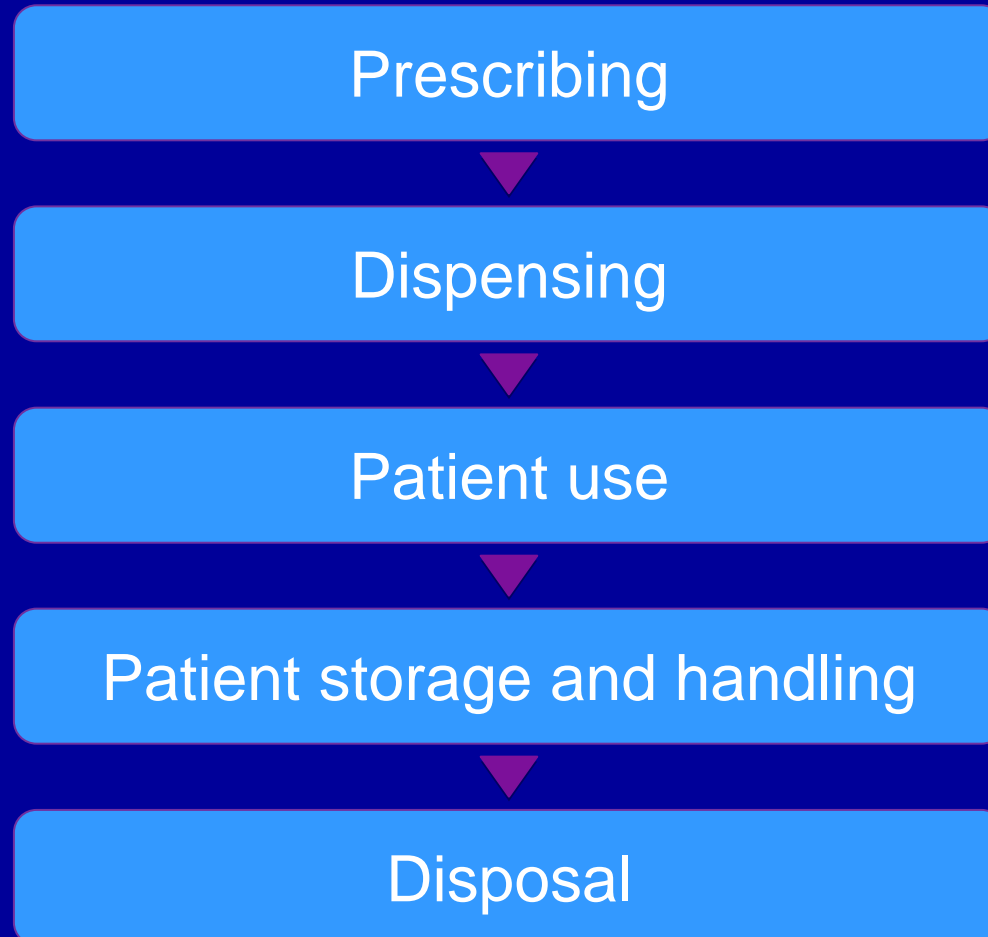 Prescribing
Dispensing
Patient use
Patient storage and handling
Disposal